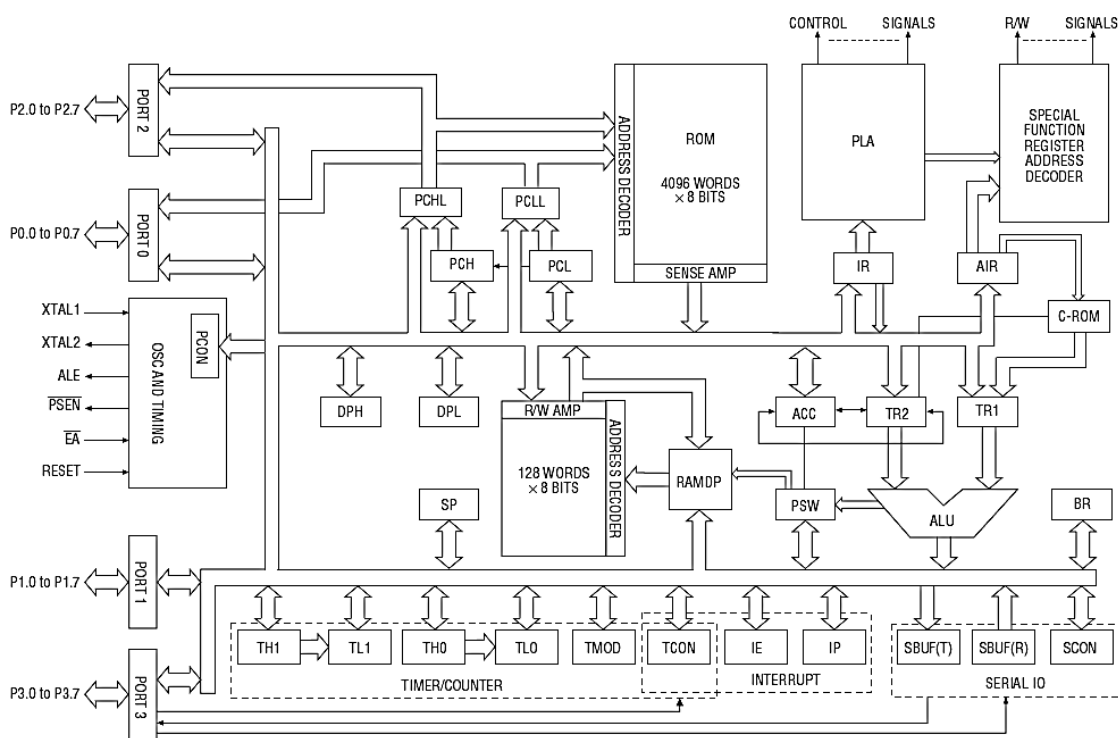 CONTROL SIGNALS
R/W SIGNALS
P2.0 to P2.7
PORT 2
ADDRESS DECODER
ROM
4096 WORDS
× 8 BITS
SENSE AMP
PLA
SPECIAL
FUNCTION
REGISTER
ADDRESS
DECODER
P0.0 to P0.7
PORT 0
PCHL
PCLL
PCH
PCL
IR
AIR
C-ROM
XTAL1
XTAL2
ALE
PSEN
EA
RESET
OSC AND TIMING
PCON
DPH
DPL
R/W AMP
128 WORDS
× 8 BITS
ADDRESS DECODER
RAMDP
ACC
TR2
TR1
SP
PSW
ALU
BR
P1.0 to P1.7
PORT 1
TH1
TL1
TH0
TL0
TMOD
TCON
IE
IP
SBUF(T)
SBUF(R)
SCON
TIMER/COUNTER
INTERRUPT
SERIAL IO
P3.0 to P3.7
PORT 3